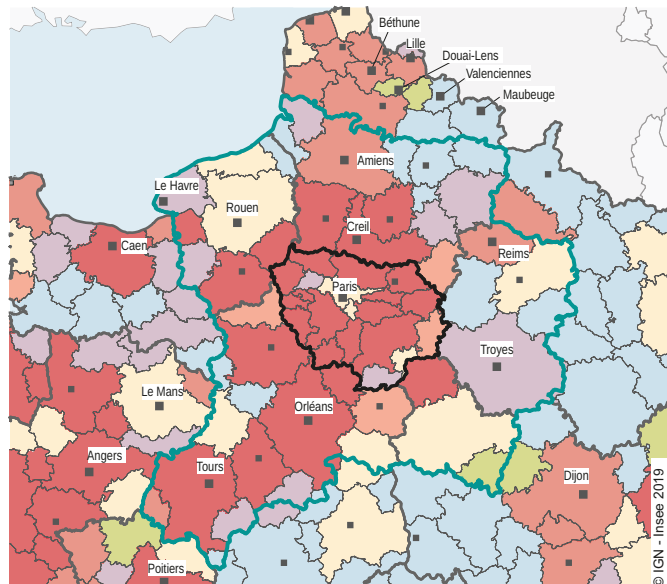 Béthune
Lille
Douai-Lens
Valenciennes
Maubeuge
Amiens
Le Havre
Rouen
Creil
Caen
Reims
Paris
Troyes
Le Mans
Orléans
Angers
Tours
Dijon
Poitiers
IGN - Insee 2019